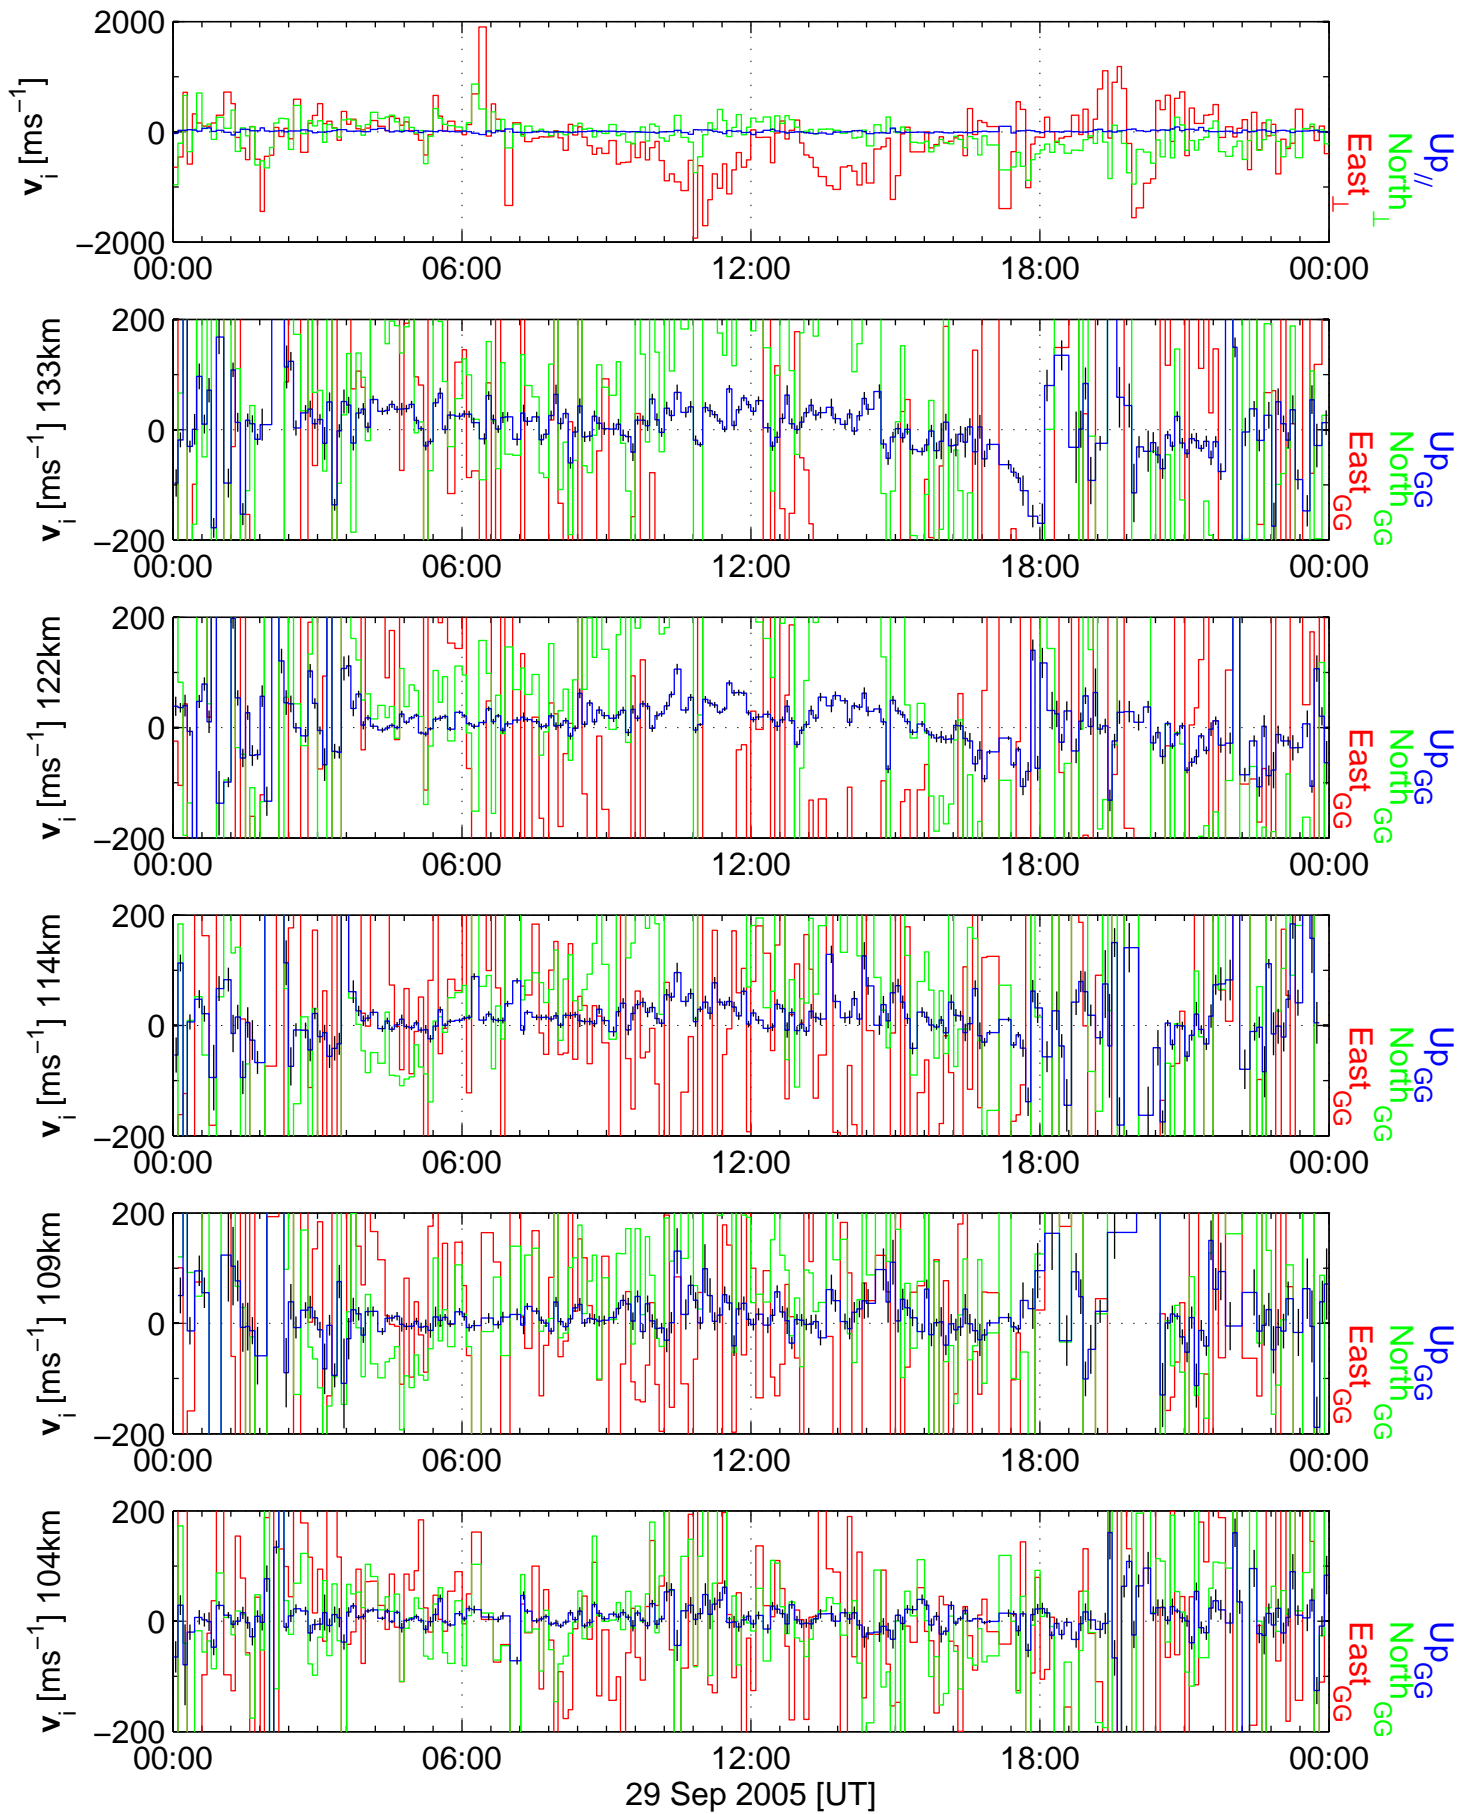 2000
0
−2000
v_i [ms⁻¹]
00:00 06:00 12:00 18:00 00:00
Up_//
North_⊥
East_⊥
200
0
−200
v_i [ms⁻¹] 133km
00:00 06:00 12:00 18:00 00:00
Up_GG
North_GG
East_GG
200
0
−200
v_i [ms⁻¹] 122km
00:00 06:00 12:00 18:00 00:00
Up_GG
North_GG
East_GG
200
0
−200
v_i [ms⁻¹] 114km
00:00 06:00 12:00 18:00 00:00
Up_GG
North_GG
East_GG
200
0
−200
v_i [ms⁻¹] 109km
00:00 06:00 12:00 18:00 00:00
Up_GG
North_GG
East_GG
200
0
−200
v_i [ms⁻¹] 104km
00:00 06:00 12:00 18:00 00:00
Up_GG
North_GG
East_GG
29 Sep 2005 [UT]